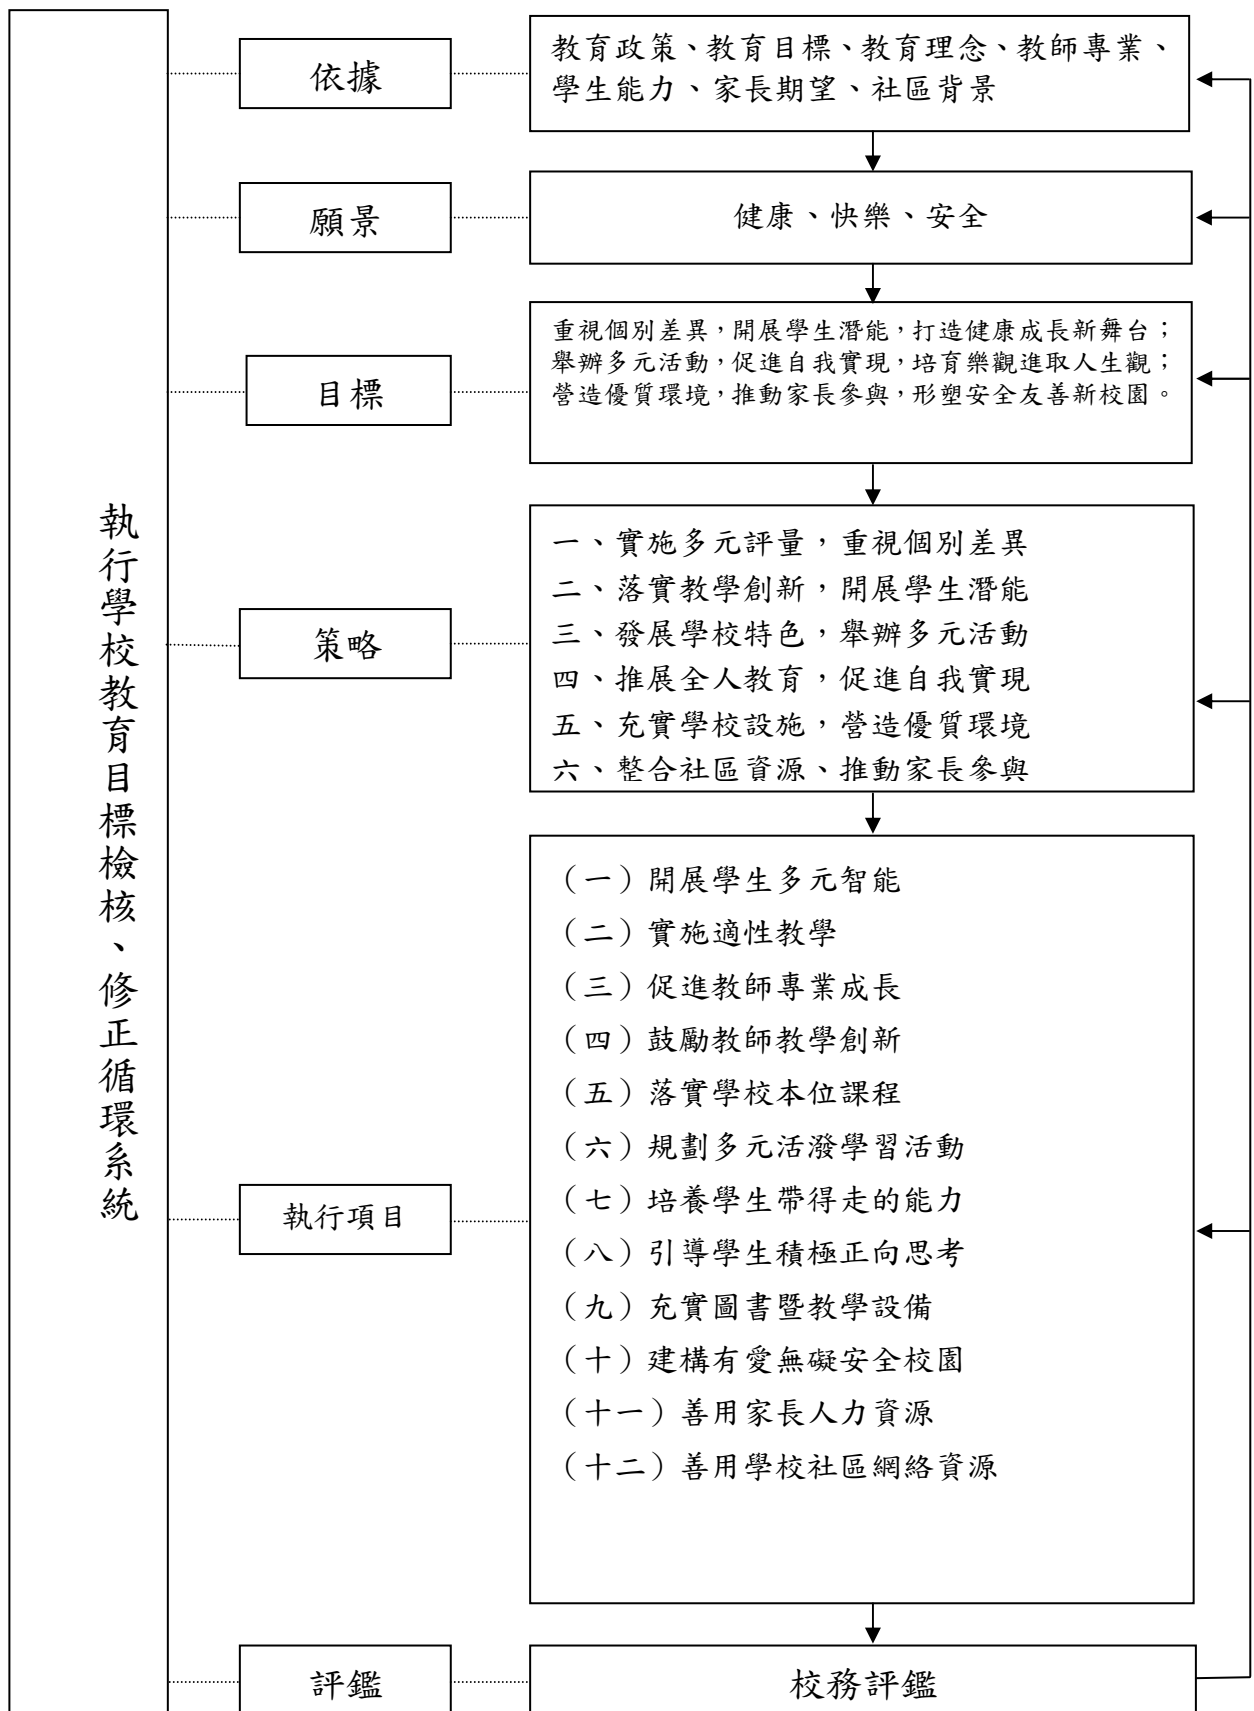 執行學校教育目標檢核、修正循環系統
依據
教育政策、教育目標、教育理念、教師專業、
學生能力、家長期望、社區背景
願景
健康、快樂、安全
目標
重視個別差異，開展學生潛能，打造健康成長新舞台；
舉辦多元活動，促進自我實現，培育樂觀進取人生觀；
營造優質環境，推動家長參與，形塑安全友善新校園。
策略
一、實施多元評量，重視個別差異
二、落實教學創新，開展學生潛能
三、發展學校特色，舉辦多元活動
四、推展全人教育，促進自我實現
五、充實學校設施，營造優質環境
六、整合社區資源、推動家長參與
執行項目
（一）開展學生多元智能
（二）實施適性教學
（三）促進教師專業成長
（四）鼓勵教師教學創新
（五）落實學校本位課程
（六）規劃多元活潑學習活動
（七）培養學生帶得走的能力
（八）引導學生積極正向思考
（九）充實圖書暨教學設備
（十）建構有愛無礙安全校園
（十一）善用家長人力資源
（十二）善用學校社區網絡資源
評鑑
校務評鑑